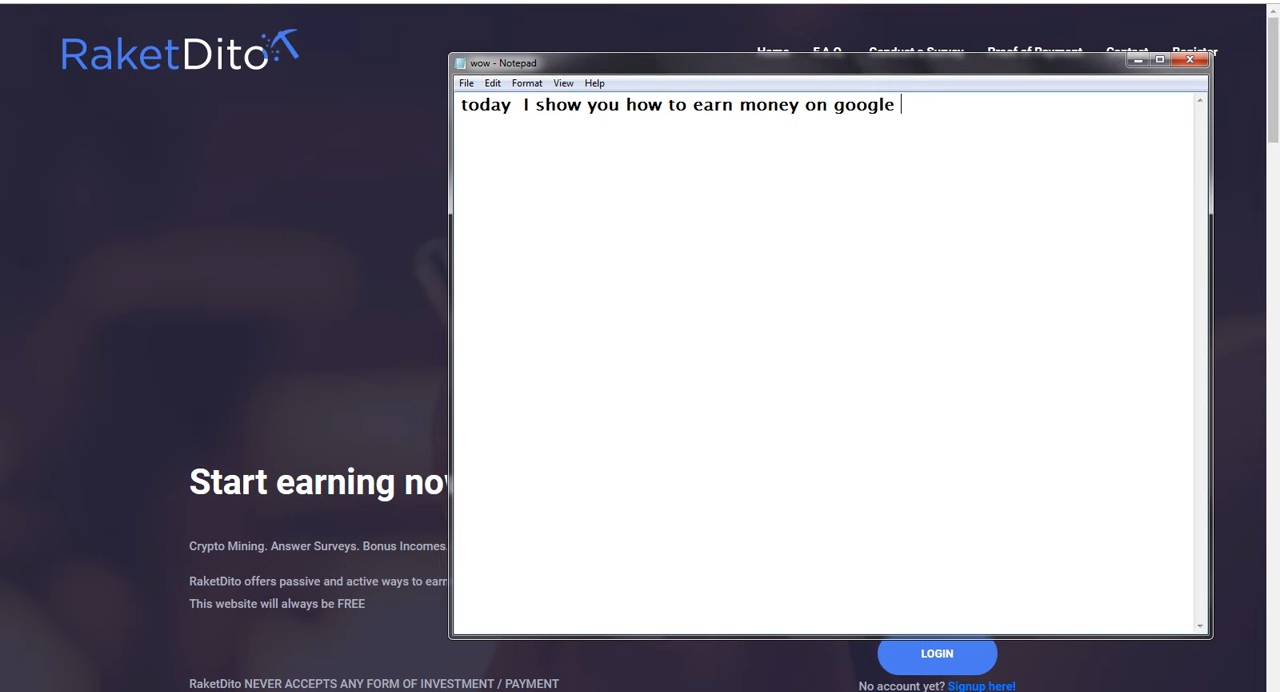 RaketDito
wow - Notepad
File Edit Format View Help
today  I show you how to earn money on google
Start earning
Crypto Mining. Answer Surveys. Bonus Incomes.
RaketDito offers passive and active ways to earn
This website will always be FREE
LOGIN
RaketDito NEVER ACCEPTS ANY FORM OF INVESTMENT / PAYMENT
No account yet? Signup here!